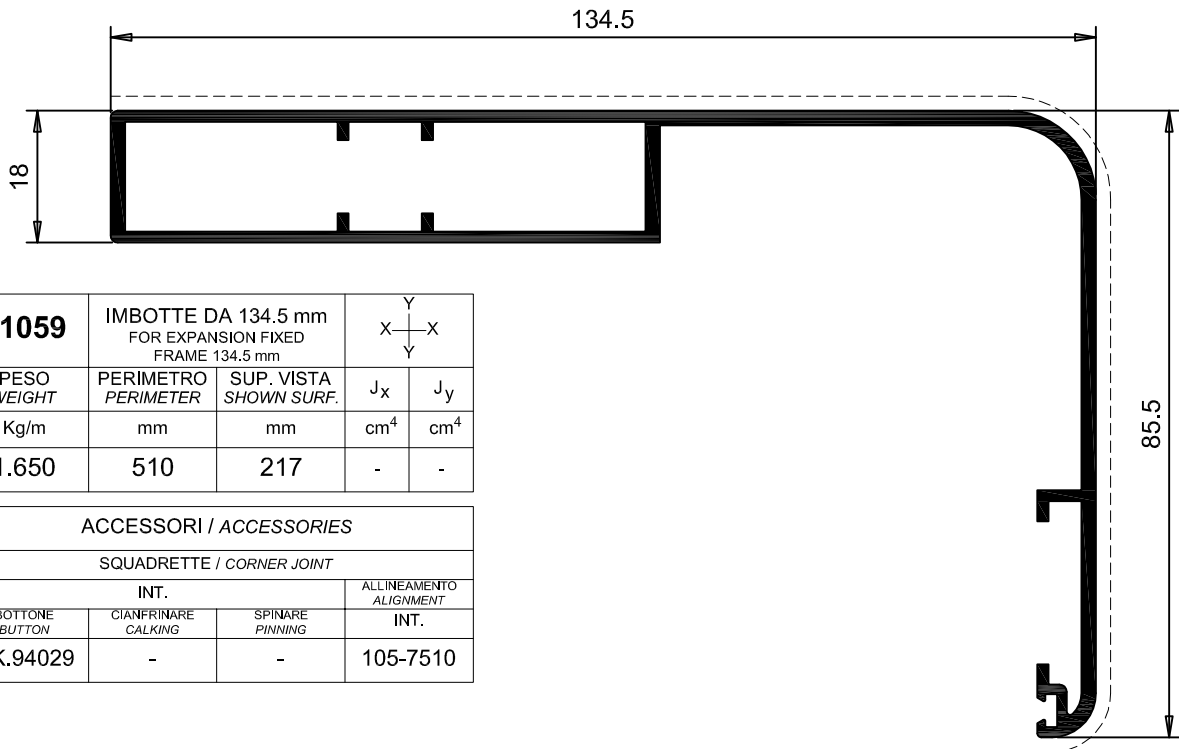 134.5
18
85.5
1059
IMBOTTE DA 134.5 mm
FOR EXPANSION FIXED
FRAME 134.5 mm
Y
X X
Y
PESO
WEIGHT
PERIMETRO
PERIMETER
SUP. VISTA
SHOWN SURF.
Jx
Jy
Kg/m
mm
mm
cm⁴
cm⁴
1.650
510
217
-
-
ACCESSORI / ACCESSORIES
SQUADRETTE / CORNER JOINT
INT.
ALLINEAMENTO
ALIGNMENT
BOTTONE
BUTTON
CIANFRINARE
CALKING
SPINARE
PINNING
INT.
K.94029
-
-
105-7510